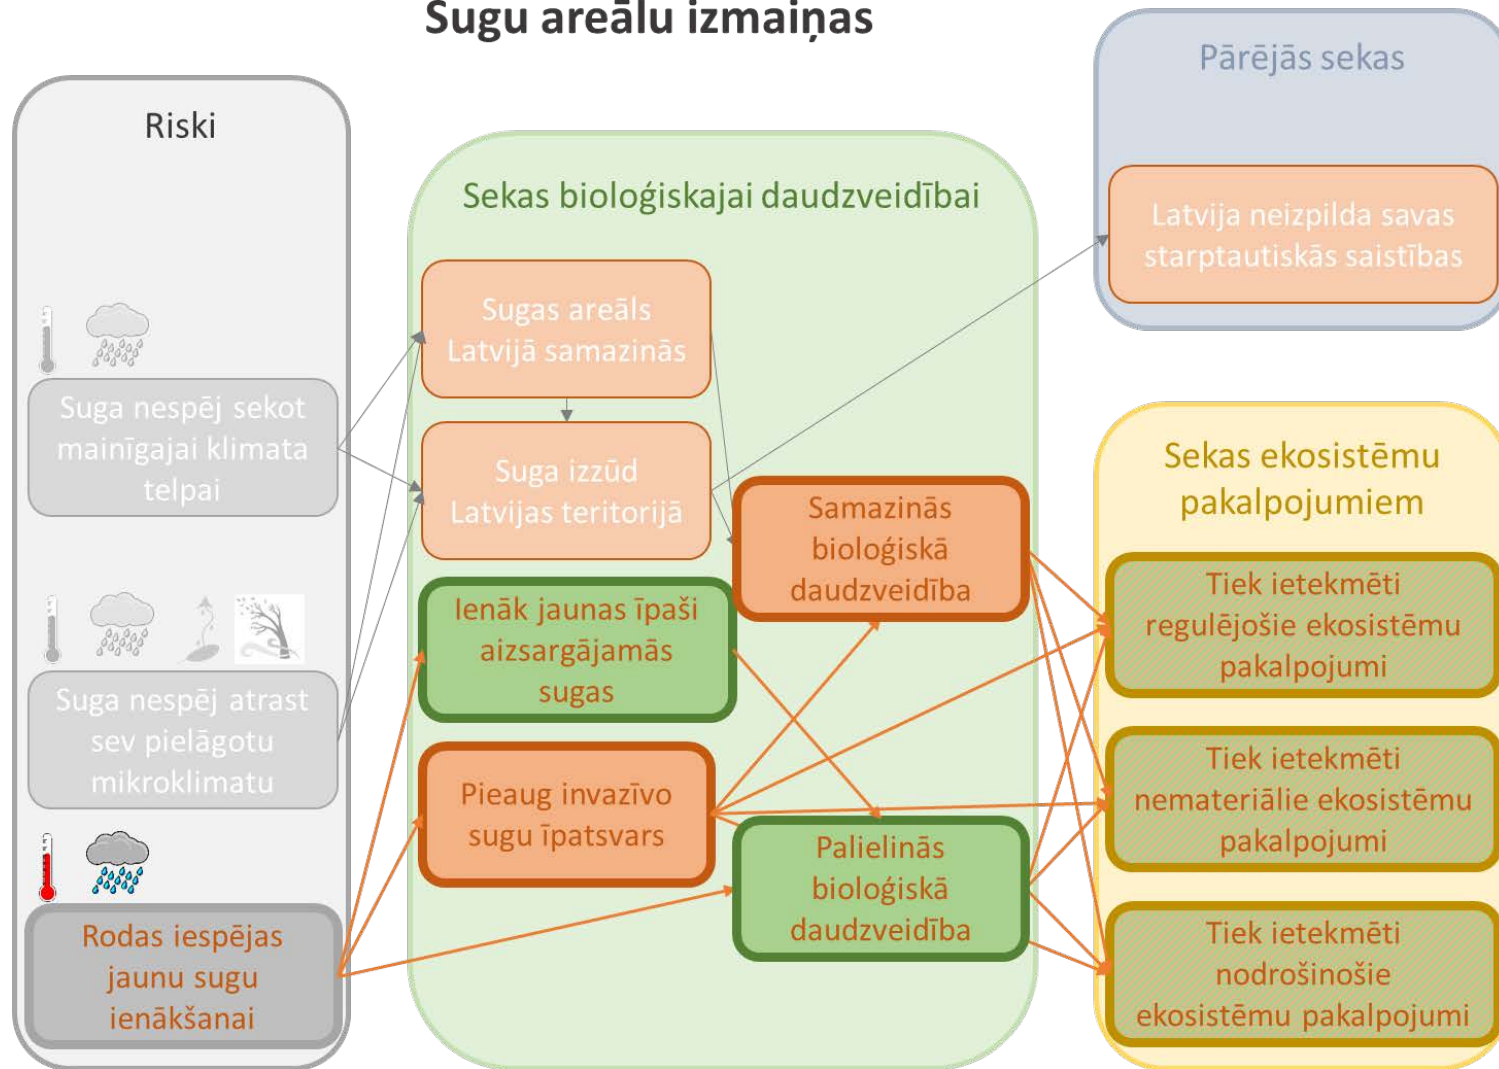 Sugu areālu izmaiņas
Riski
Suga nespēj sekot
mainīgajai klimata
telpai
Suga nespēj atrast
sev pielāgotu
mikroklimatu
Rodas iespējas
jaunu sugu
ienākšanai
Sekas bioloģiskajai daudzveidībai
Sugas areāls
Latvijā samazinās
Suga izzūd
Latvijas teritorijā
Ienāk jaunas īpaši
aizsargājamās
sugas
Pieaug invazīvo
sugu īpatsvars
Samazinās
bioloģiskā
daudzveidība
Palielinās
bioloģiskā
daudzveidība
Pārējās sekas
Latvija neizpilda savas
starptautiskās saistības
Sekas ekosistēmu
pakalpojumiem
Tiek ietekmēti
regulējošie ekosistēmu
pakalpojumi
Tiek ietekmēti
nemateriālie ekosistēmu
pakalpojumi
Tiek ietekmēti
nodrošinošie
ekosistēmu pakalpojumi